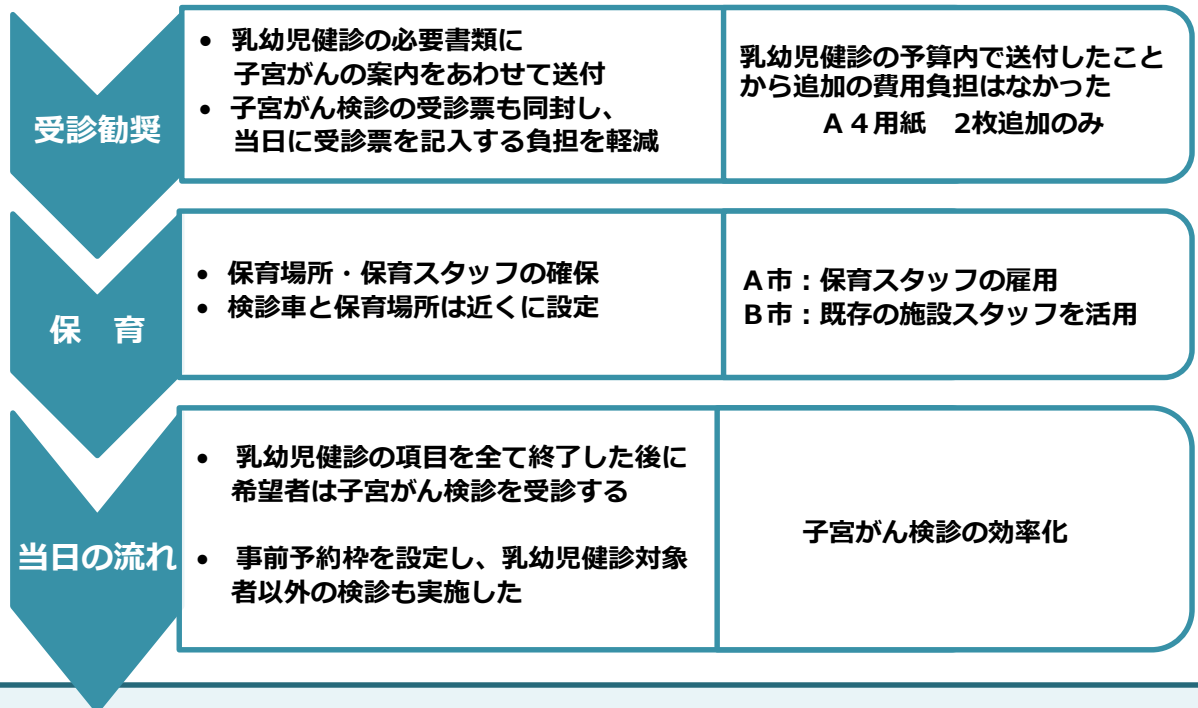 受診勧奨
• 乳幼児健診の必要書類に
子宮がんの案内をあわせて送付
• 子宮がん検診の受診票も同封し、
当日に受診票を記入する負担を軽減
乳幼児健診の予算内で送付したこと
から追加の費用負担はなかった
Ａ４用紙　2枚追加のみ
保　育
• 保育場所・保育スタッフの確保
• 検診車と保育場所は近くに設定
Ａ市：保育スタッフの雇用
Ｂ市：既存の施設スタッフを活用
当日の流れ
• 乳幼児健診の項目を全て終了した後に
希望者は子宮がん検診を受診する
• 事前予約枠を設定し、乳幼児健診対象
者以外の検診も実施した
子宮がん検診の効率化